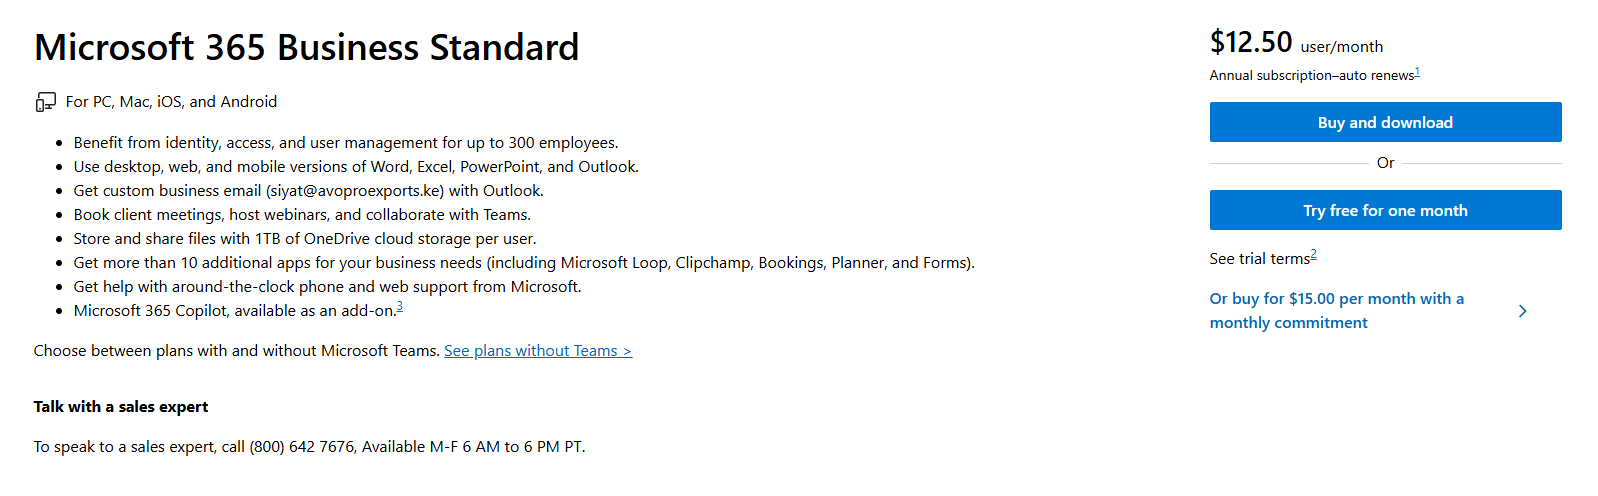 Microsoft 365 Business Standard
For PC, Mac, iOS, and Android
• Benefit from identity, access, and user management for up to 300 employees.
• Use desktop, web, and mobile versions of Word, Excel, PowerPoint, and Outlook.
• Get custom business email (siyat@avoproexports.ke) with Outlook.
• Book client meetings, host webinars, and collaborate with Teams.
• Store and share files with 1TB of OneDrive cloud storage per user.
• Get more than 10 additional apps for your business needs (including Microsoft Loop, Clipchamp, Bookings, Planner, and Forms).
• Get help with around-the-clock phone and web support from Microsoft.
• Microsoft 365 Copilot, available as an add-on.3
Choose between plans with and without Microsoft Teams. See plans without Teams >
Talk with a sales expert
To speak to a sales expert, call (800) 642 7676, Available M-F 6 AM to 6 PM PT.
$12.50 user/month
Annual subscription–auto renews1
Buy and download
Or
Try free for one month
See trial terms2
Or buy for $15.00 per month with a
monthly commitment